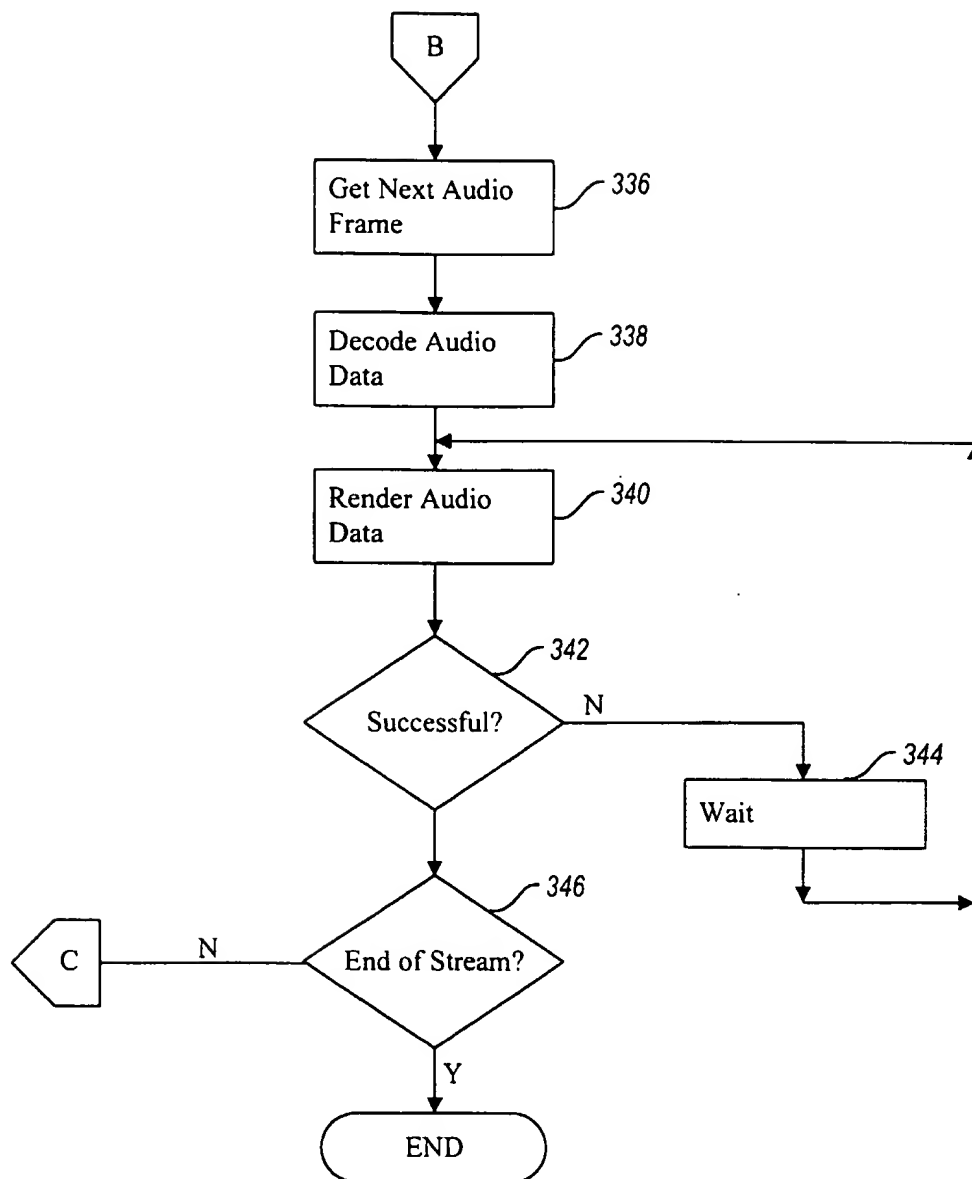 B
Get Next Audio
Frame
336
Decode Audio
Data
338
Render Audio
Data
340
342
Successful?
N
344
Wait
346
End of Stream?
N
C
Y
END